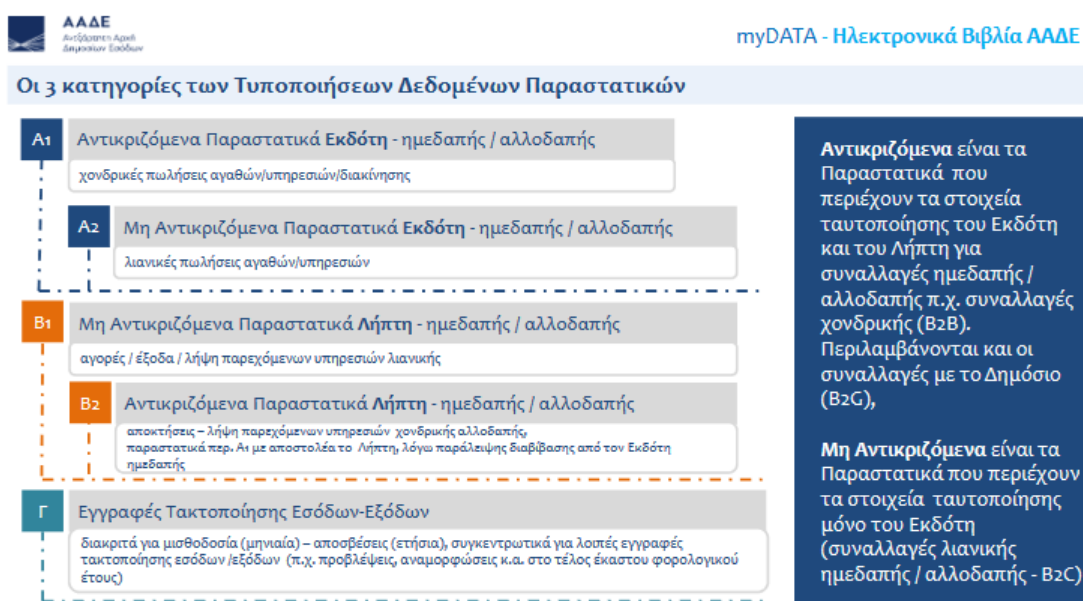 ΑΑΔΕ
Ανεξάρτητη Αρχή
Δημοσίων Εσόδων
myDATA - Ηλεκτρονικά Βιβλία ΑΑΔΕ
Οι 3 κατηγορίες των Τυποποιήσεων Δεδομένων Παραστατικών
Α1
Αντικριζόμενα Παραστατικά Εκδότη - ημεδαπής / αλλοδαπής
χονδρικές πωλήσεις αγαθών/υπηρεσιών/διακίνησης
Α2
Μη Αντικριζόμενα Παραστατικά Εκδότη - ημεδαπής / αλλοδαπής
λιανικές πωλήσεις αγαθών/υπηρεσιών
Β1
Μη Αντικριζόμενα Παραστατικά Λήπτη - ημεδαπής / αλλοδαπής
αγορές / έξοδα / λήψη παρεχόμενων υπηρεσιών λιανικής
Β2
Αντικριζόμενα Παραστατικά Λήπτη - ημεδαπής / αλλοδαπής
αποκτήσεις – λήψη παρεχόμενων υπηρεσιών χονδρικής αλλοδαπής,
παραστατικά περ. Α1 με αποστολέα το Λήπτη, λόγω παράλειψης διαβίβασης από τον Εκδότη
ημεδαπής
Γ
Εγγραφές Τακτοποίησης Εσόδων-Εξόδων
διακριτά για μισθοδοσία (μηνιαία) – αποσβέσεις (ετήσια), συγκεντρωτικά για λοιπές εγγραφές
τακτοποίησης εσόδων /εξόδων (π.χ. προβλέψεις, αναμορφώσεις κ.α. στο τέλος έκαστου φορολογικού
έτους)
Αντικριζόμενα είναι τα
Παραστατικά που
περιέχουν τα στοιχεία
ταυτοποίησης του Εκδότη
και του Λήπτη για
συναλλαγές ημεδαπής /
αλλοδαπής π.χ. συναλλαγές
χονδρικής (B2B).
Περιλαμβάνονται και οι
συναλλαγές με το Δημόσιο
(B2G),
Μη Αντικριζόμενα είναι τα
Παραστατικά που περιέχουν
τα στοιχεία ταυτοποίησης
μόνο του Εκδότη
(συναλλαγές λιανικής
ημεδαπής / αλλοδαπής - B2C)